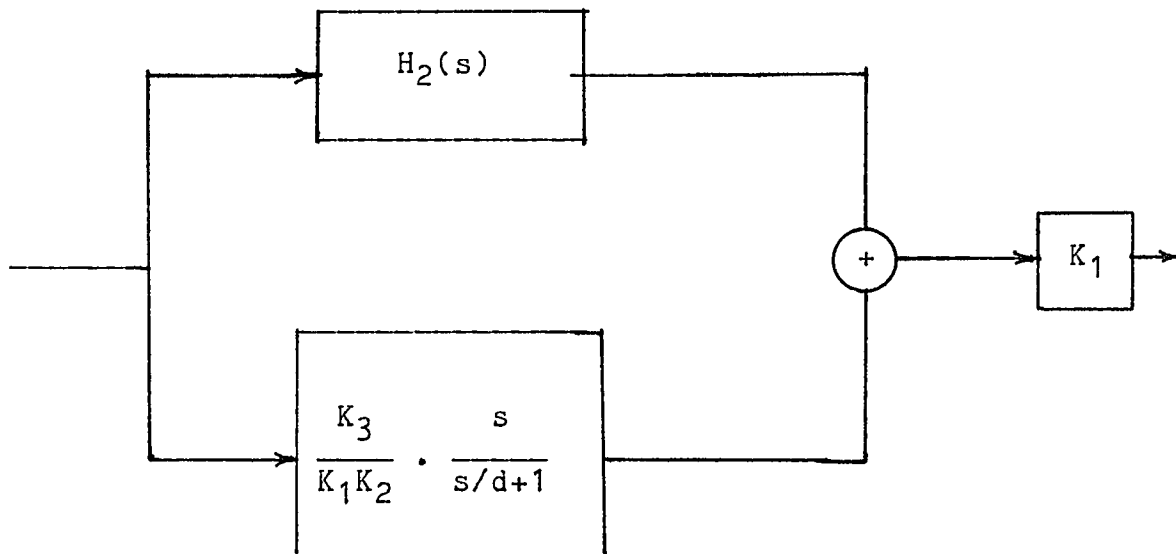 H₂(s)
+
K₁
K₃ / K₁K₂ · s / s/d+1